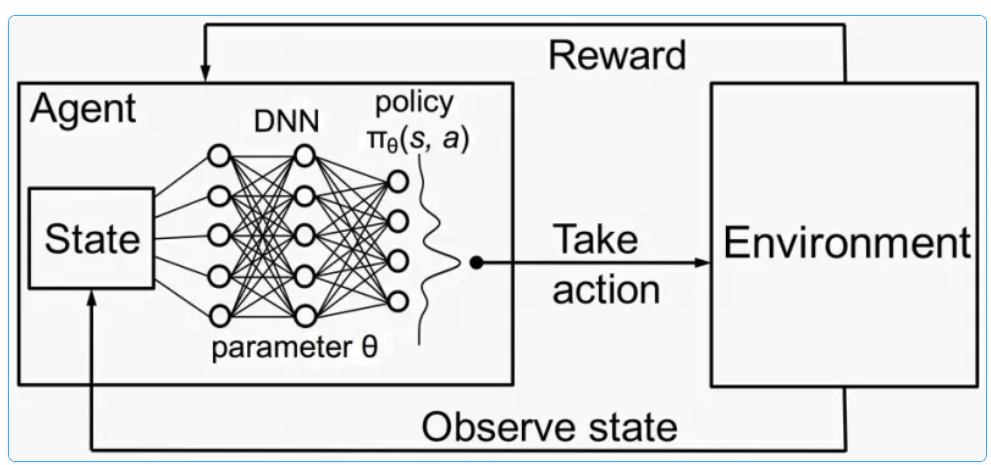 Reward
Agent
DNN
policy
πθ(s, a)
State
Take
action
Environment
parameter θ
Observe state